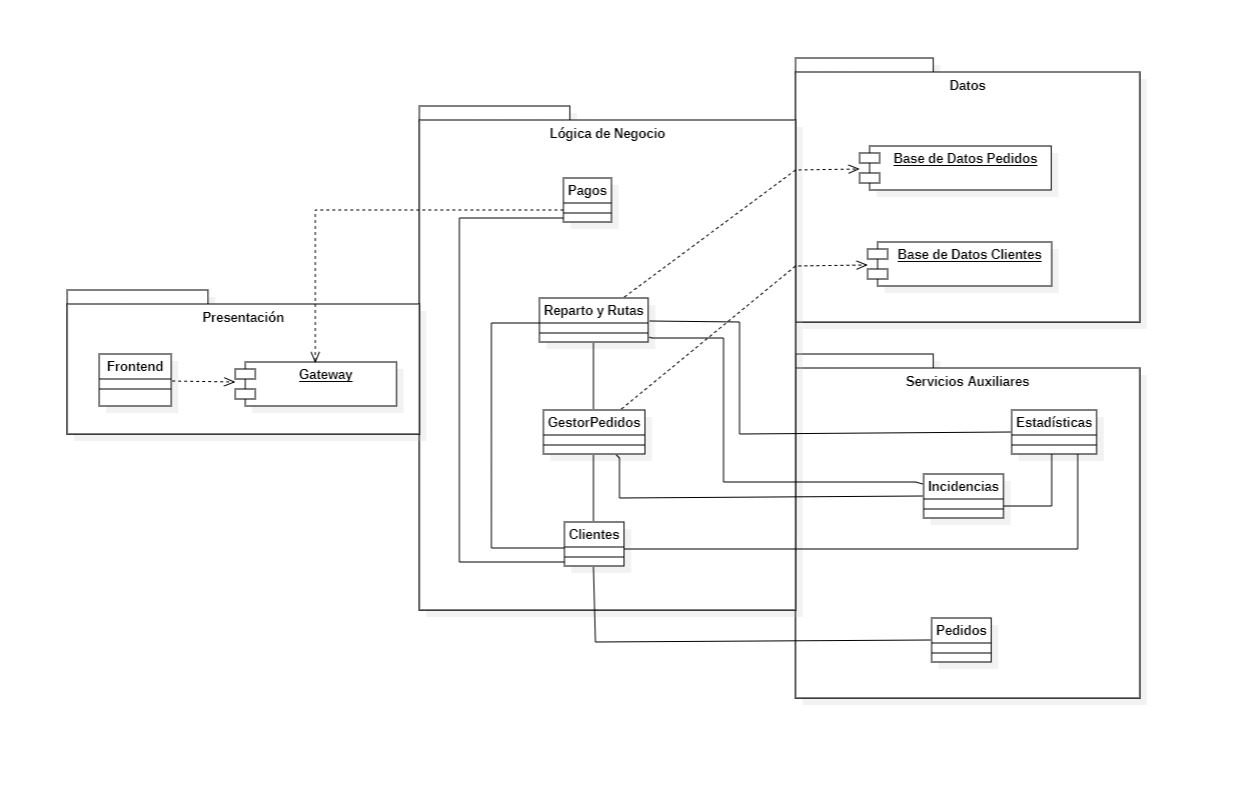 Datos
Lógica de Negocio
Base de Datos Pedidos
Pagos
Base de Datos Clientes
Reparto y Rutas
Presentación
Frontend
Gateway
Servicios Auxiliares
GestorPedidos
Estadísticas
Incidencias
Clientes
Pedidos